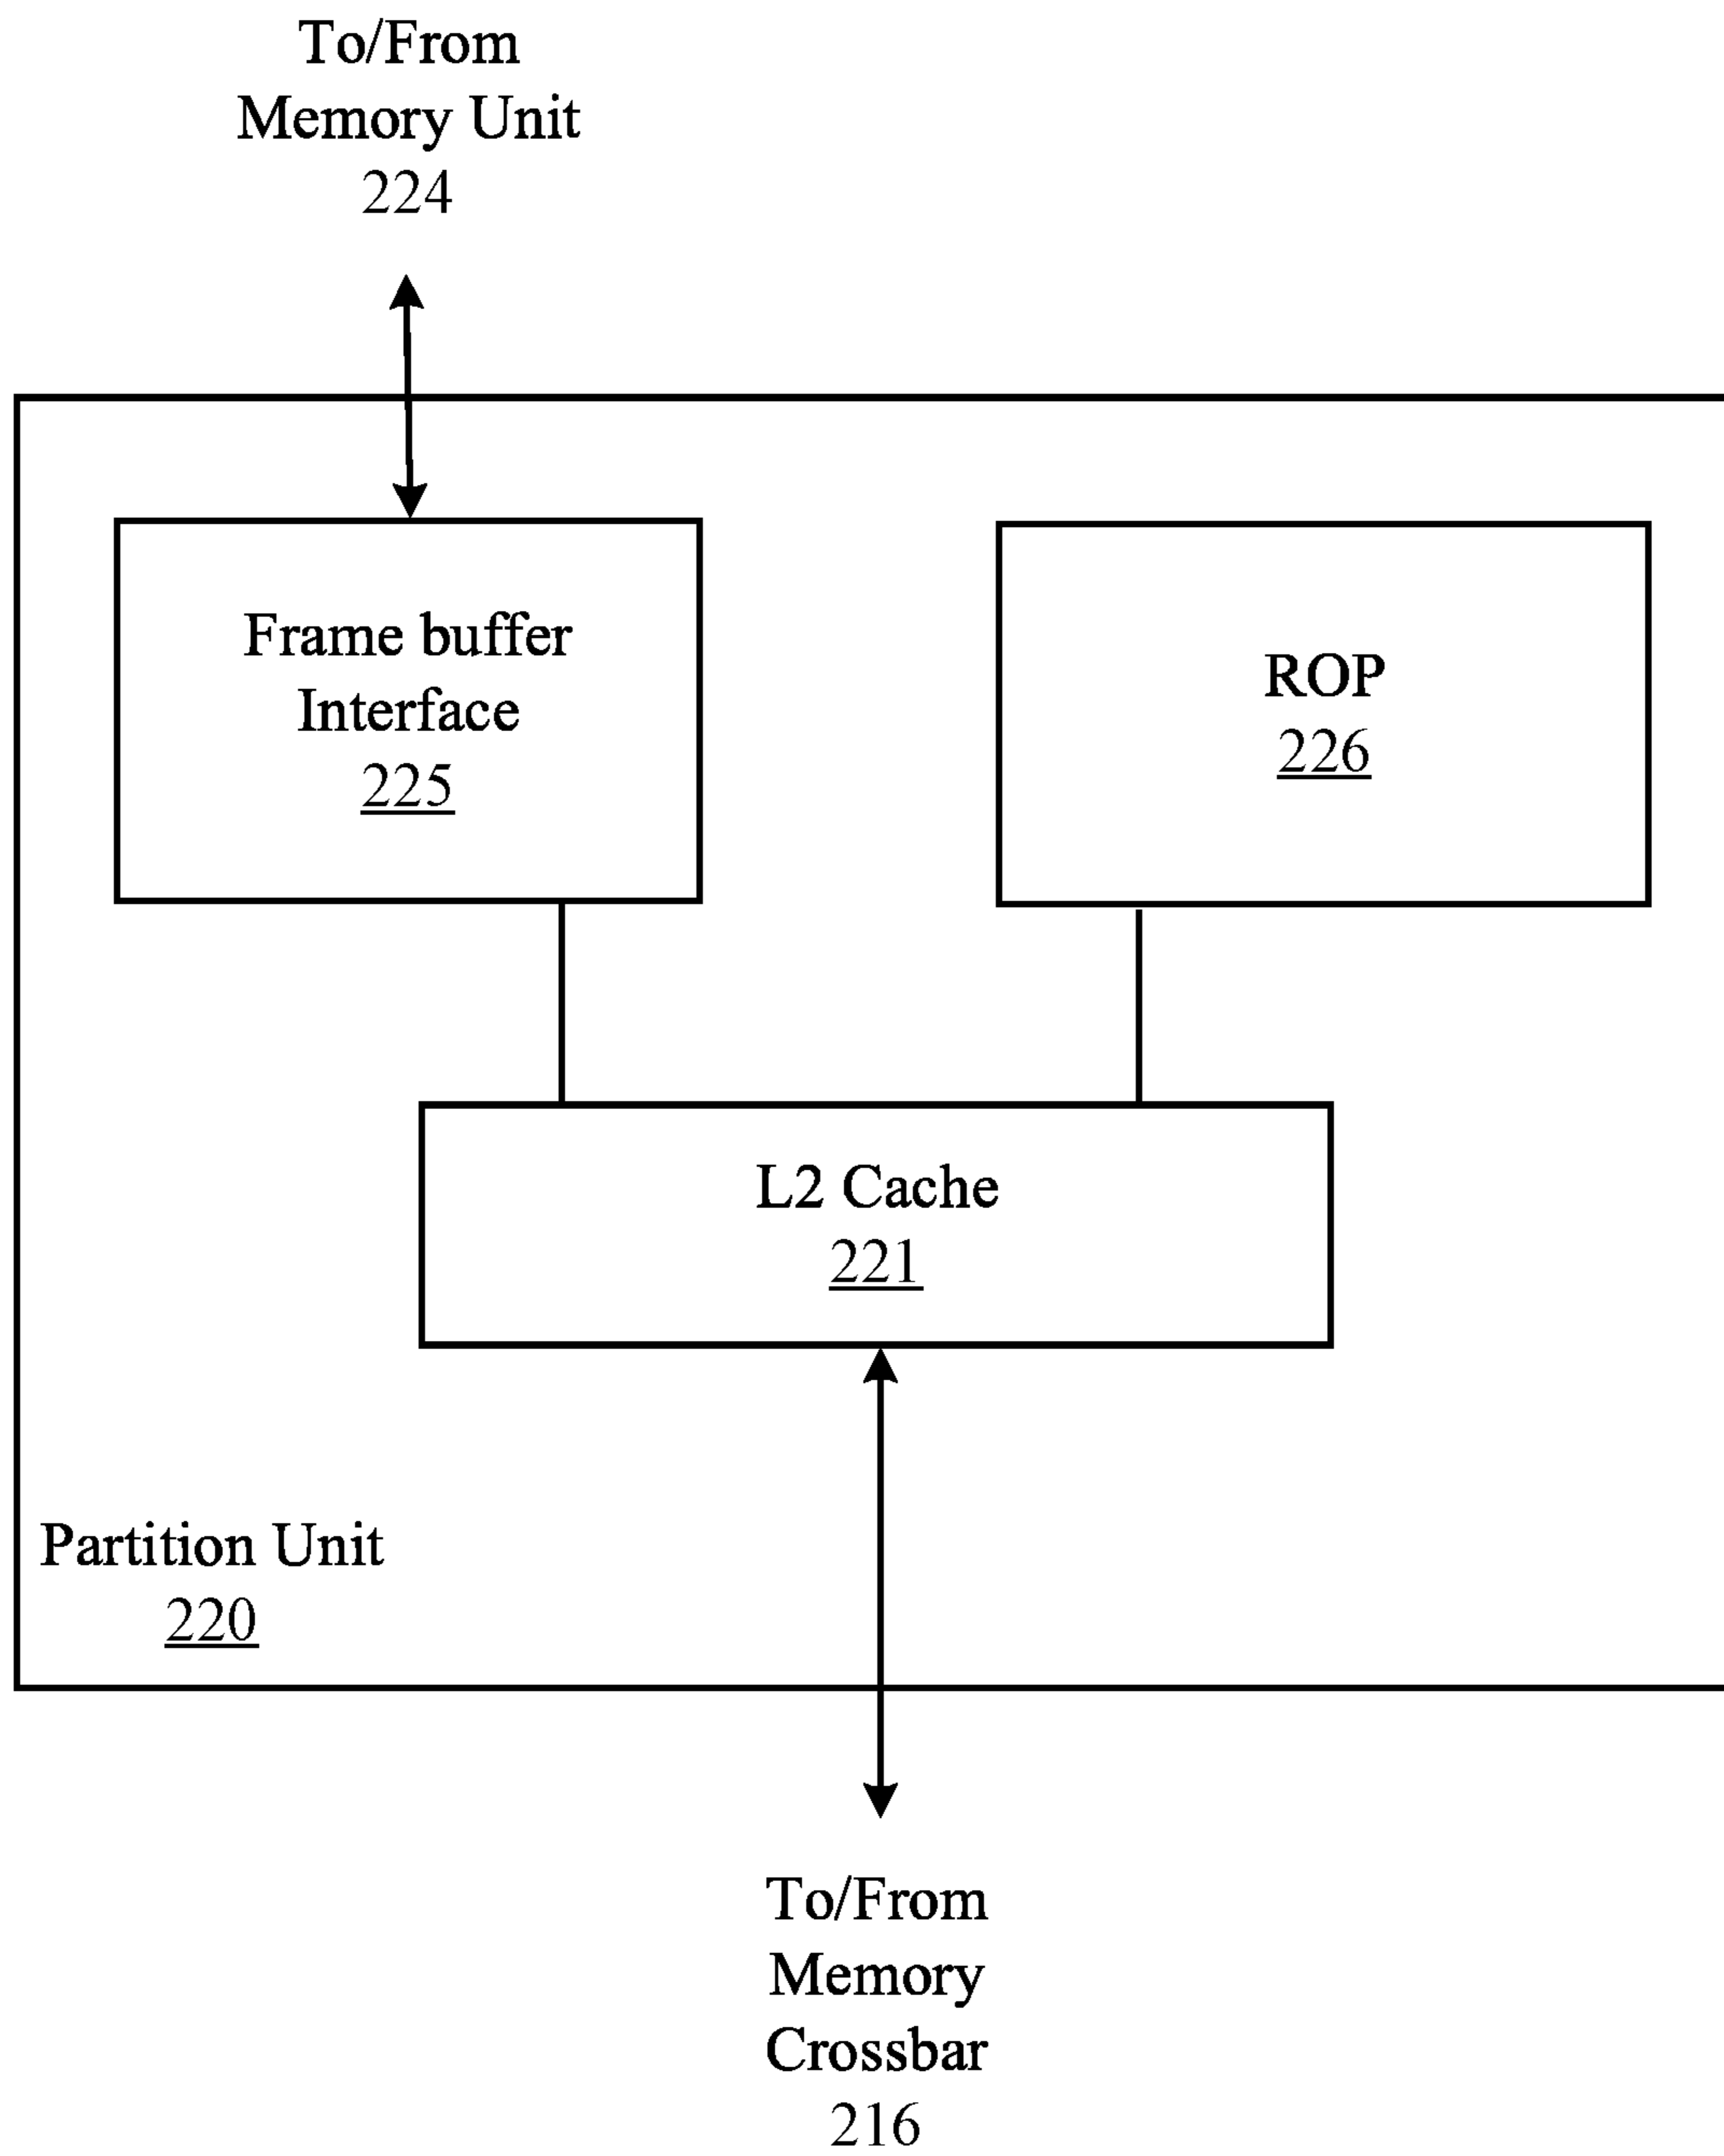 To/From
Memory Unit
224
Frame buffer
Interface
225
ROP
226
L2 Cache
221
Partition Unit
220
To/From
Memory
Crossbar
216